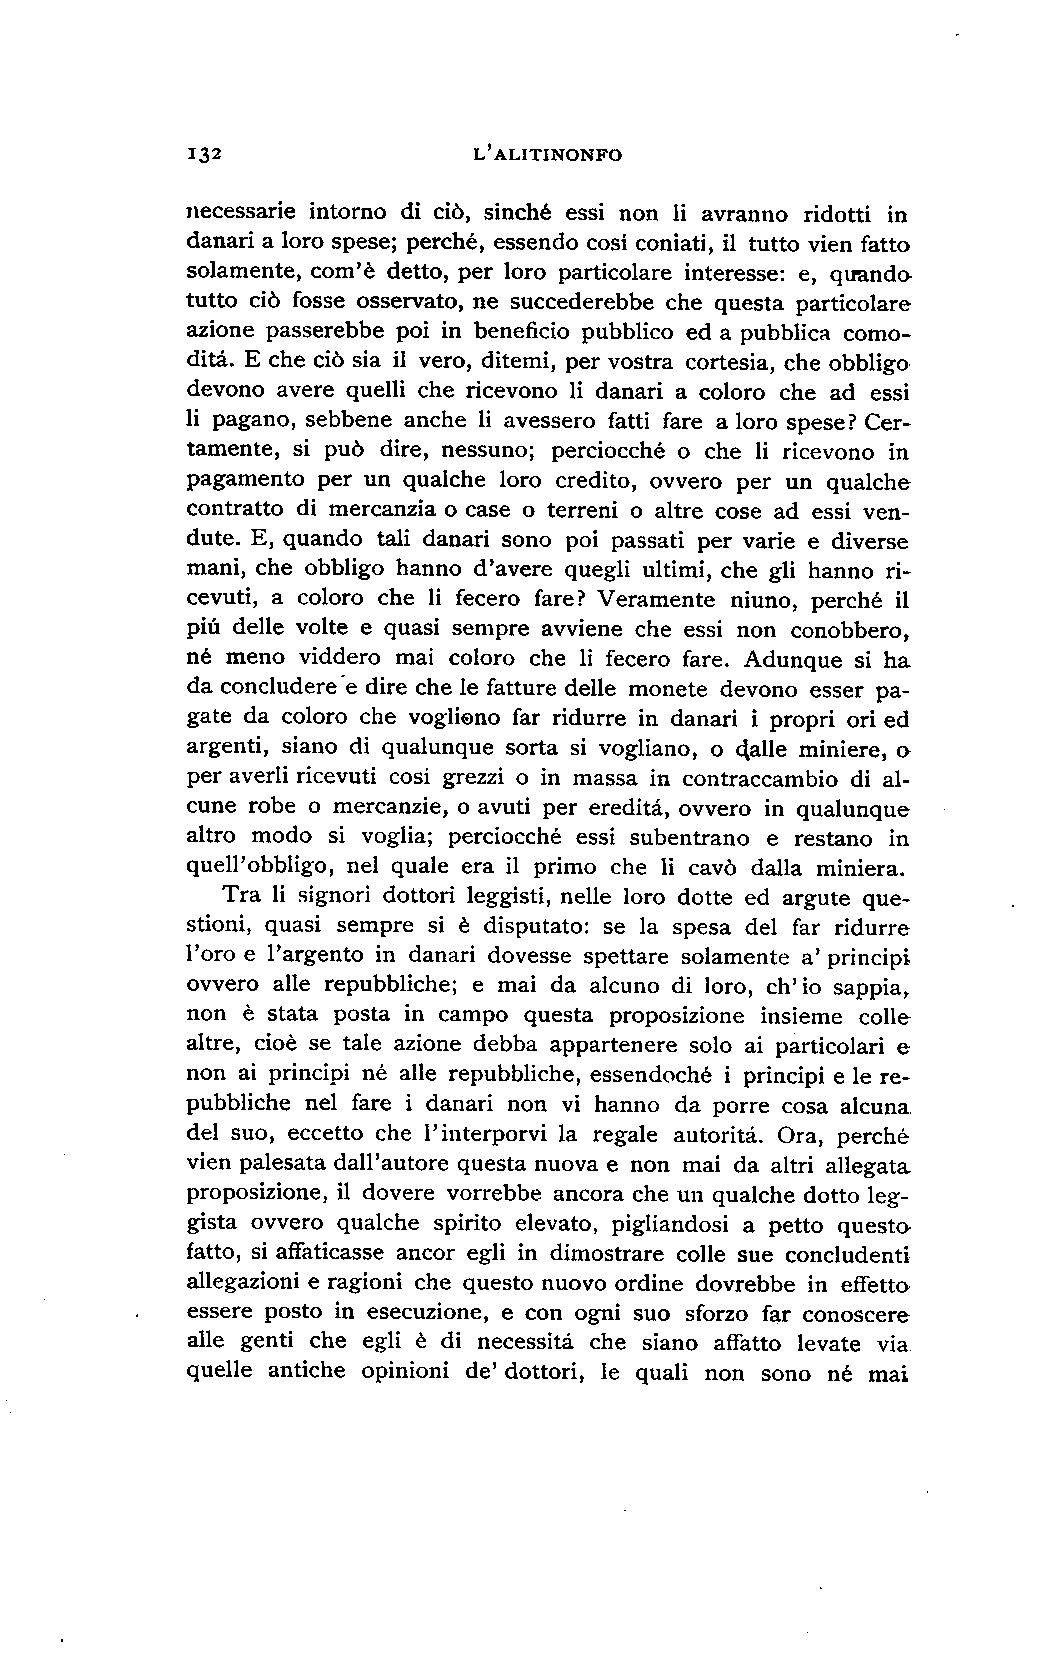 132 L'ALITINONFO
necessarie intorno di ciò, sinché essi non li avranno ridotti in
danari a loro spese; perché, essendo cosí coniati, il tutto vien fatto
solamente, com'è detto, per loro particolare interesse: e, quando
tutto ciò fosse osservato, ne succederebbe che questa particolare
azione passerebbe poi in beneficio pubblico ed a pubblica como-
ditá. E che ciò sia il vero, ditemi, per vostra cortesia, che obbligo
devono avere quelli che ricevono li danari a coloro che ad essi
li pagano, sebbene anche li avessero fatti fare a loro spese? Cer-
tamente, si può dire, nessuno; perciocché o che li ricevono in
pagamento per un qualche loro credito, ovvero per un qualche
contratto di mercanzia o case o terreni o altre cose ad essi ven-
dute. E, quando tali danari sono poi passati per varie e diverse
mani, che obbligo hanno d'avere quegli ultimi, che gli hanno ri-
cevuti, a coloro che li fecero fare? Veramente niuno, perché il
piú delle volte e quasi sempre avviene che essi non conobbero,
né meno viddero mai coloro che li fecero fare. Adunque si ha
da concludere e dire che le fatture delle monete devono esser pa-
gate da coloro che vogliono far ridurre in danari i propri ori ed
argenti, siano di qualunque sorta si vogliano, o dalle miniere, o
per averli ricevuti cosí grezzi o in massa in contraccambio di al-
cune robe o mercanzie, o avuti per ereditá, ovvero in qualunque
altro modo si voglia; perciocché essi subentrano e restano in
quell'obbligo, nel quale era il primo che li cavò dalla miniera.
Tra li signori dottori leggisti, nelle loro dotte ed argute que-
stioni, quasi sempre si è disputato: se la spesa del far ridurre
l'oro e l'argento in danari dovesse spettare solamente a' principi
ovvero alle repubbliche; e mai da alcuno di loro, ch'io sappia,
non è stata posta in campo questa proposizione insieme colle
altre, cioè se tale azione debba appartenere solo ai particolari e
non ai principi né alle repubbliche, essendoché i principi e le re-
pubbliche nel fare i danari non vi hanno da porre cosa alcuna
del suo, eccetto che l'interporvi la regale autoritá. Ora, perché
vien palesata dall'autore questa nuova e non mai da altri allegata
proposizione, il dovere vorrebbe ancora che un qualche dotto leg-
gista ovvero qualche spirito elevato, pigliandosi a petto questo
fatto, si affaticasse ancor egli in dimostrare colle sue concludenti
allegazioni e ragioni che questo nuovo ordine dovrebbe in effetto
essere posto in esecuzione, e con ogni suo sforzo far conoscere
alle genti che egli è di necessitá che siano affatto levate via
quelle antiche opinioni de' dottori, le quali non sono né mai